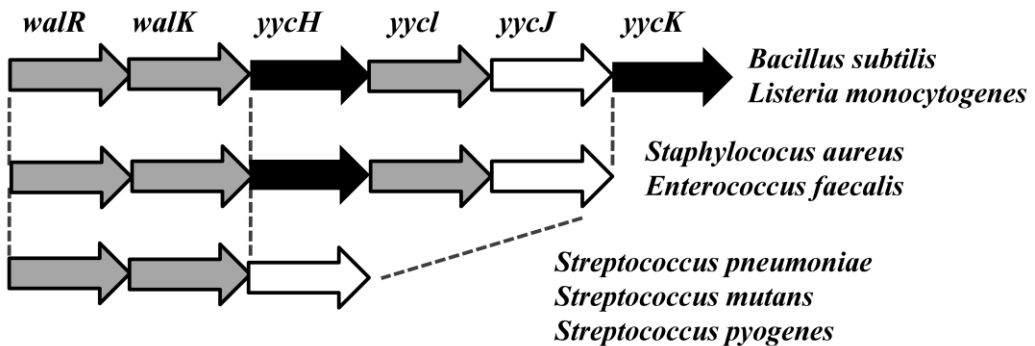 walR walK yycH yycI yycJ yycK
Bacillus subtilis
Listeria monocytogenes
Staphylococus aureus
Enterococcus faecalis
Streptococcus pneumoniae
Streptococcus mutans
Streptococcus pyogenes